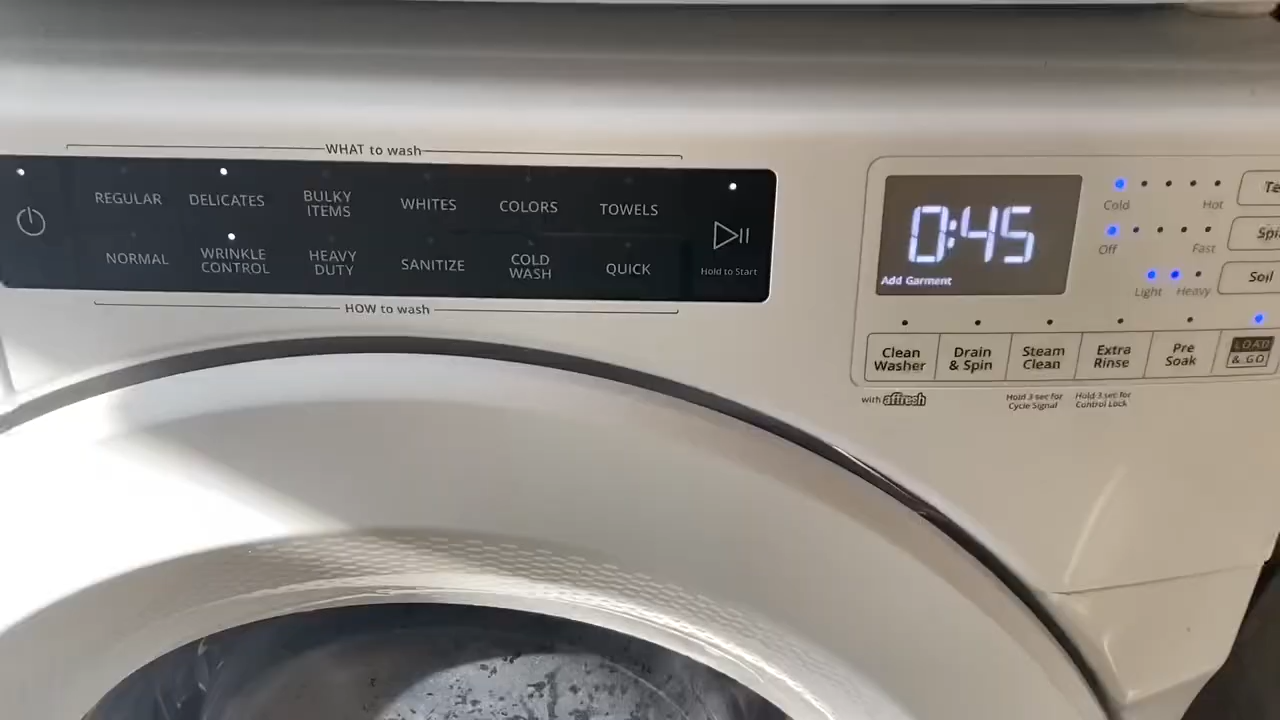 WHAT to wash
REGULAR
DELICATES
BULKY
ITEMS
WHITES
COLORS
TOWELS
NORMAL
WRINKLE
CONTROL
HEAVY
DUTY
SANITIZE
COLD
WASH
QUICK
Hold to Start
HOW to wash
0:45
Add Garment
Cold
Hot
Off
Fast
Light
Heavy
Soil
Clean
Washer
Drain
& Spin
Steam
Clean
Extra
Rinse
Pre
Soak
LOAD
& GO
with affresh
Hold 3 sec for
Cycle Signal
Hold 3 sec for
Control Lock